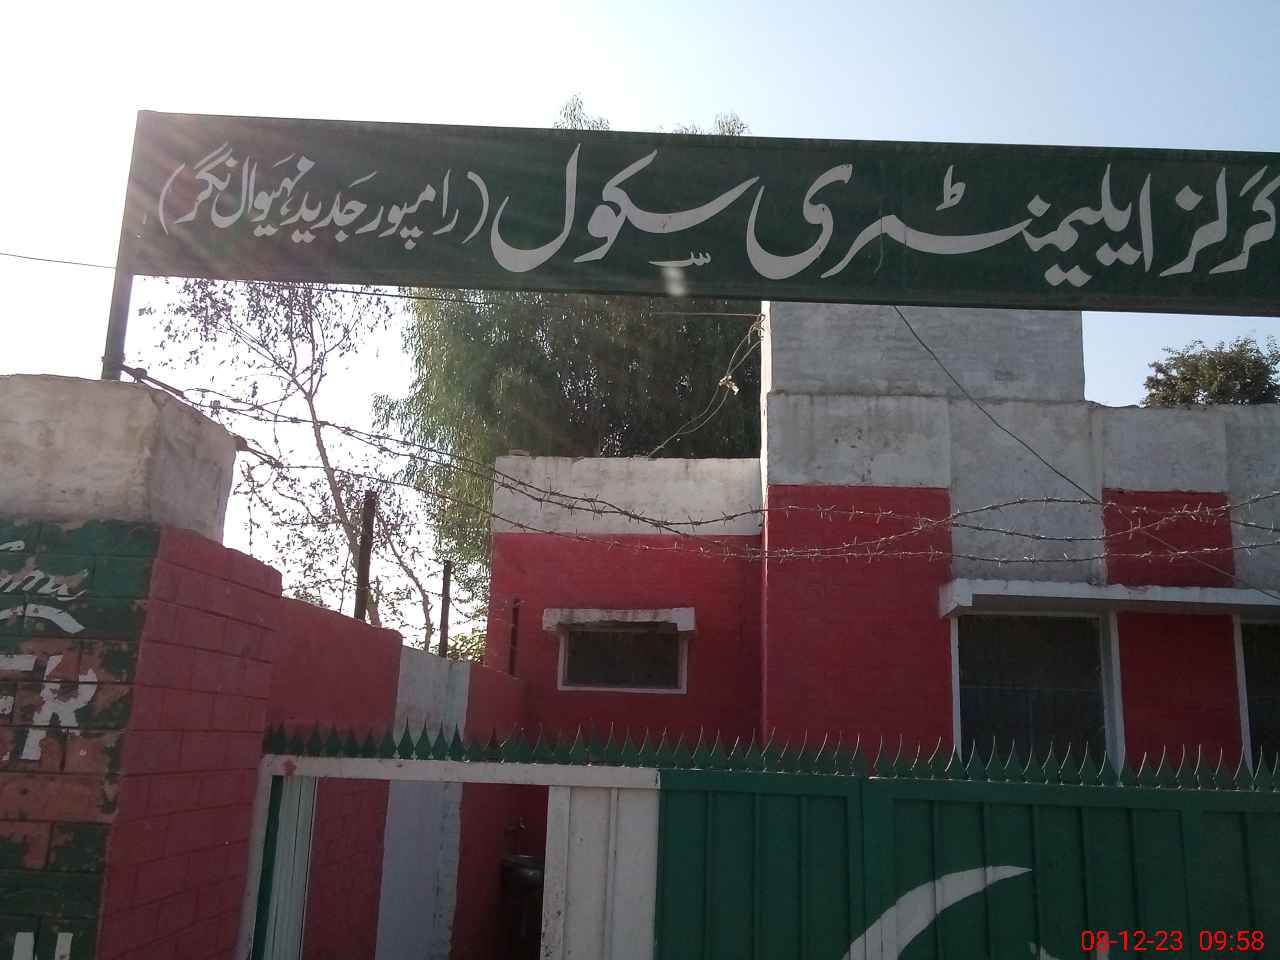 گرلز ایلیمنٹری سکول (رامپور جدید مہیوال نگر)
08-12-23 09:58